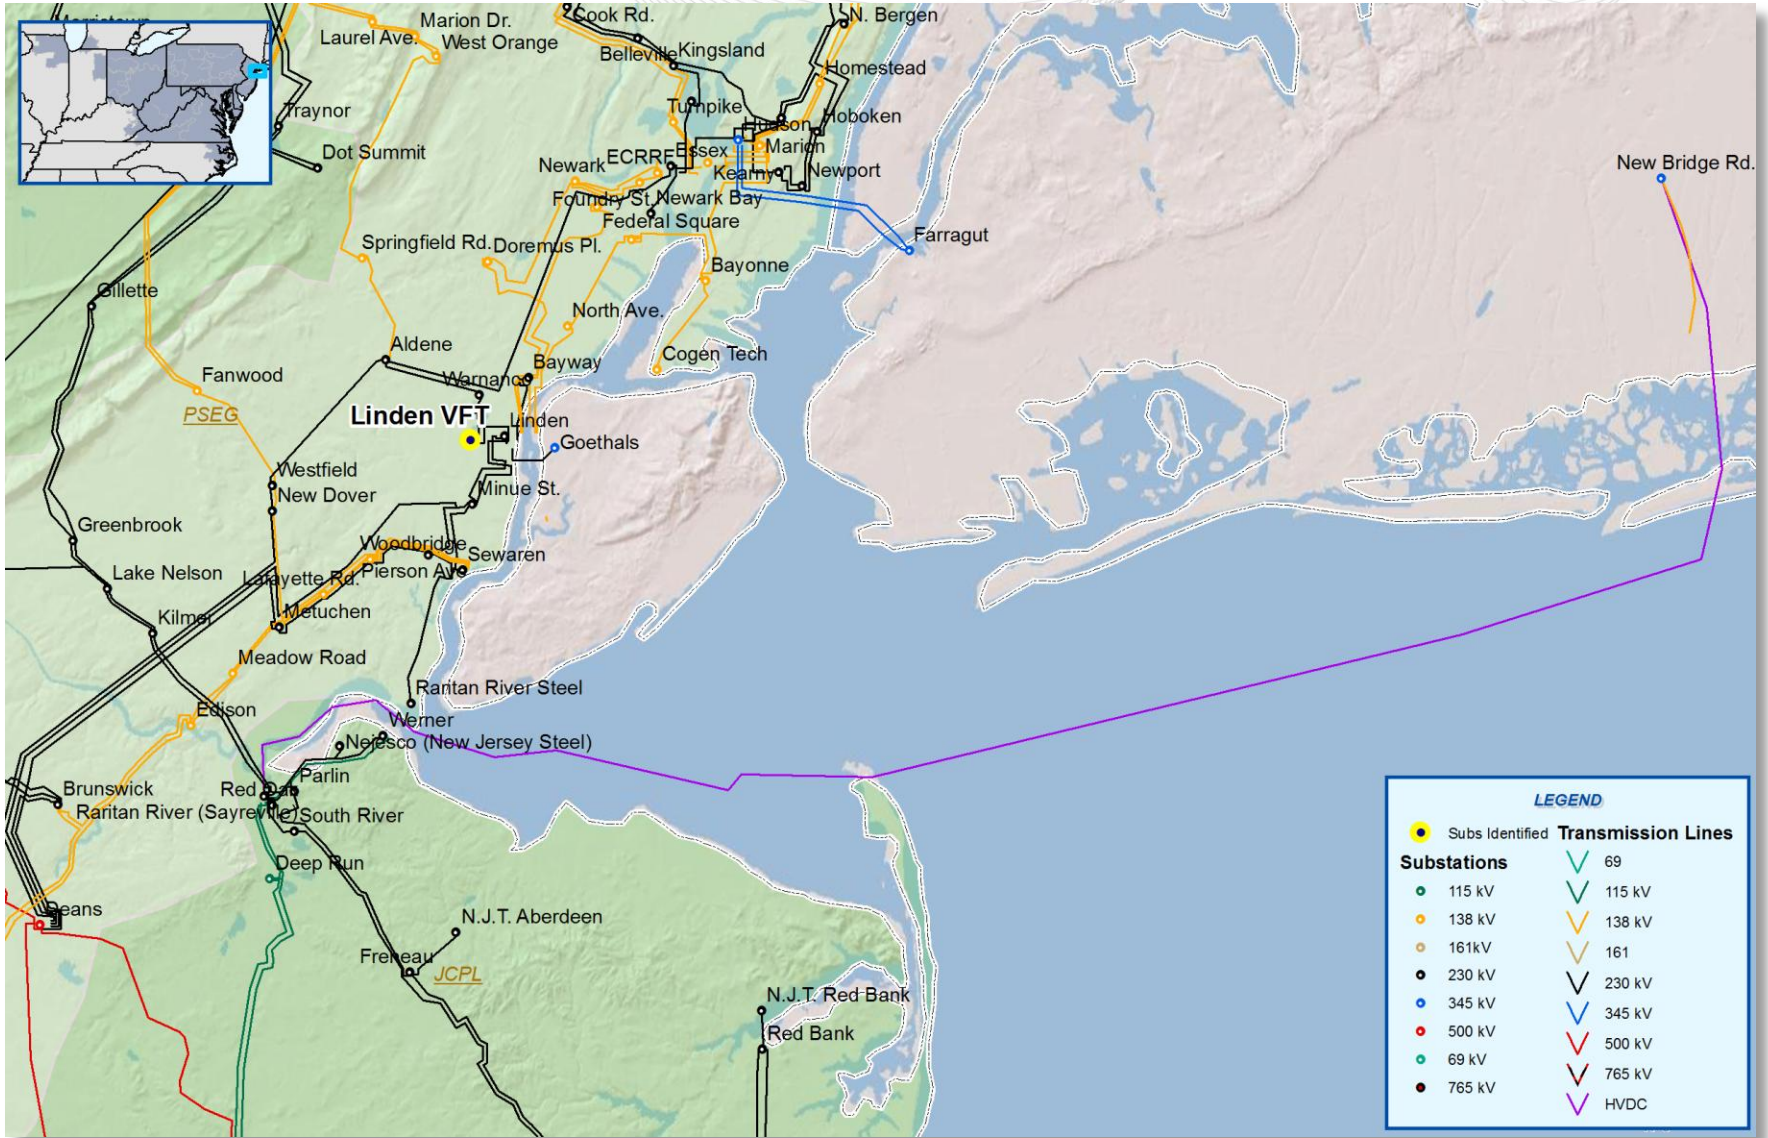 Cook Rd.
N. Bergen
Marion Dr.
Laurel Ave.
West Orange
Belleville
Kingsland
Homestead
Turnpike
Traynor
Hoboken
Hudson
Dot Summit
Essex
Marion
Newark
ECRRF
Kearny
Newport
New Bridge Rd.
Foundry St.
Newark Bay
Federal Square
Farragut
Springfield Rd.
Doremus Pl.
Bayonne
Gillette
North Ave.
Aldene
Cogen Tech
Bayway
Fanwood
PSEG
Linden VFT
Linden
Goethals
Westfield
New Dover
Minue St.
Greenbrook
Woodbridge
Sewaren
Lake Nelson
Lafayette Rd.
Pierson Ave
Kilmer
Metuchen
Meadow Road
Raritan River Steel
Edison
Werner
Nejesco (New Jersey Steel)
Parlin
Brunswick
Red Oak
Raritan River (Sayreville)
South River
Deep Run
Deans
N.J.T. Aberdeen
Freneau
JCPL
N.J.T. Red Bank
Red Bank
LEGEND
Subs Identified
Transmission Lines
Substations
69
115 kV
115 kV
138 kV
138 kV
161kV
161
230 kV
230 kV
345 kV
345 kV
500 kV
500 kV
69 kV
765 kV
765 kV
HVDC